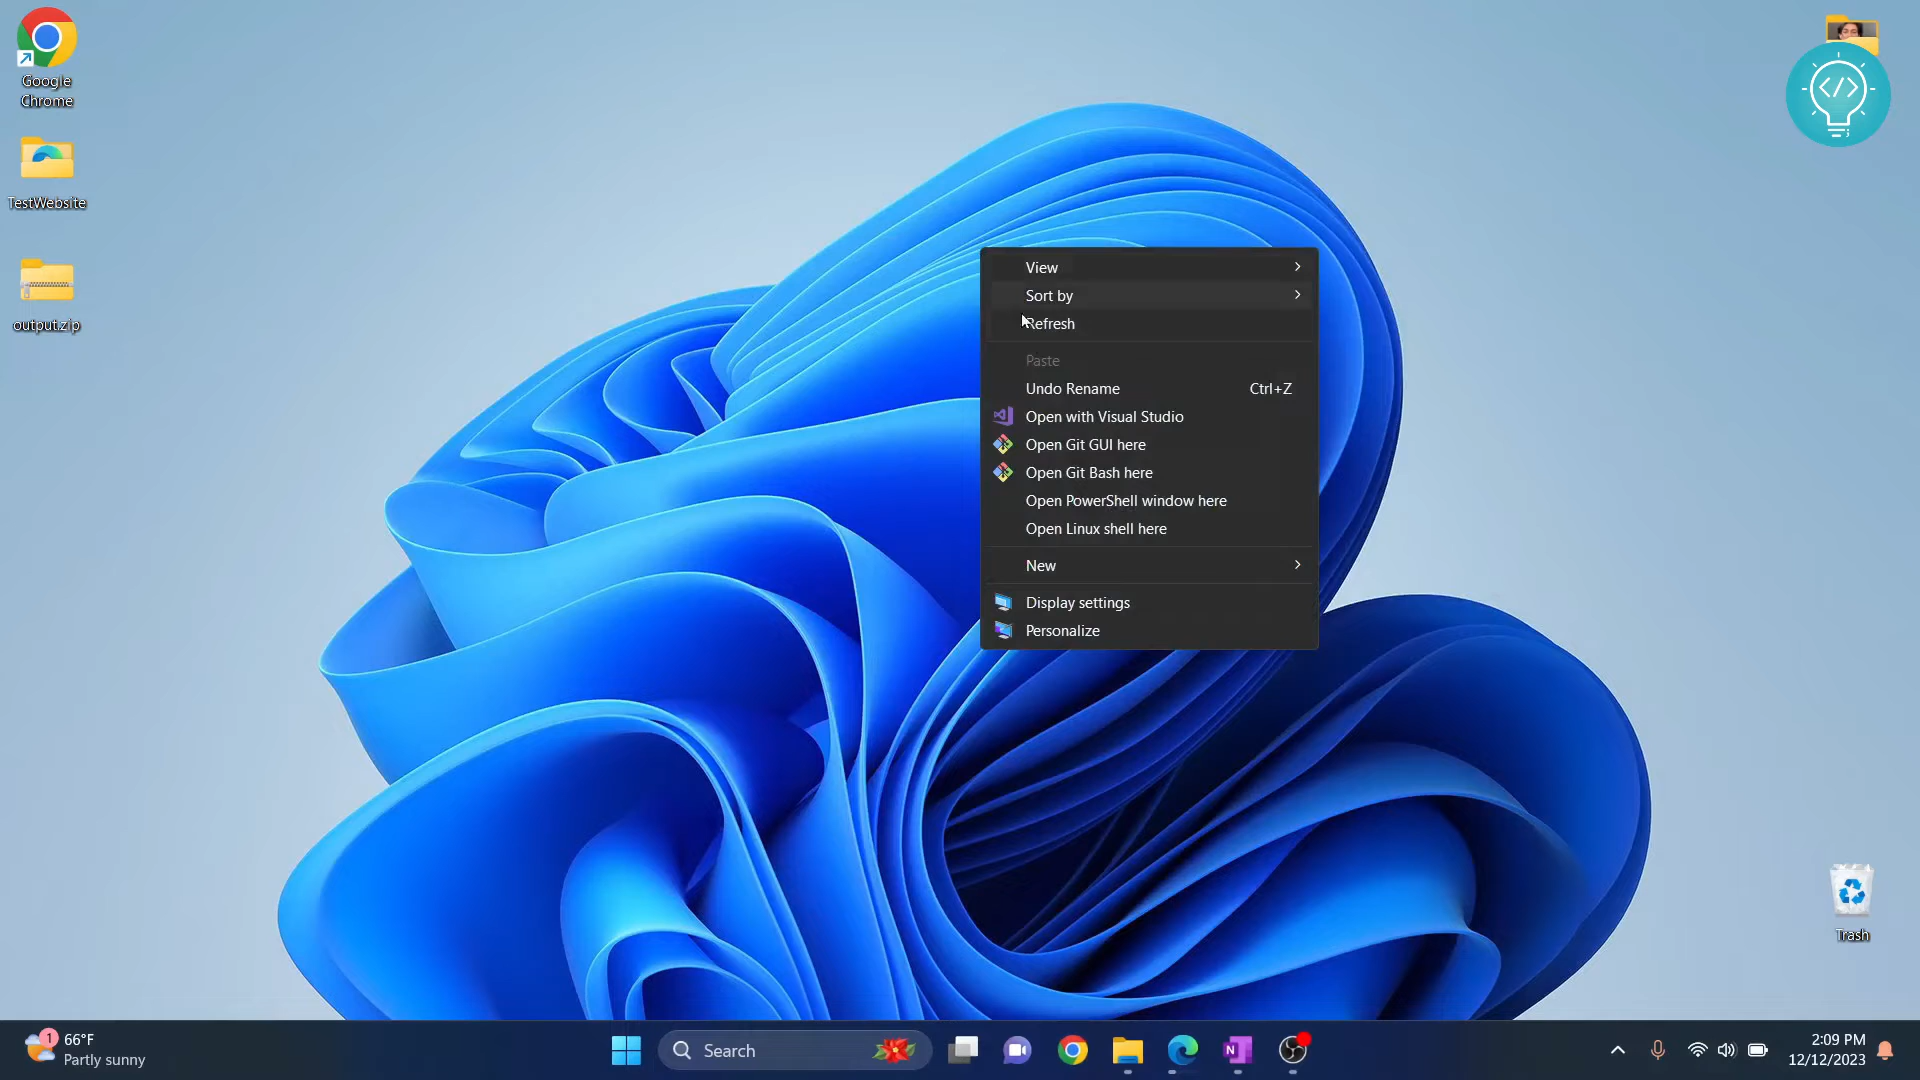 Google
Chrome
TestWebsite
output.zip
</>
View
Sort by
Refresh
Paste
Undo Rename Ctrl+Z
Open with Visual Studio
Open Git GUI here
Open Git Bash here
Open PowerShell window here
Open Linux shell here
New
Display settings
Personalize
Trash
1
66°F
Partly sunny
Search
N
2:09 PM
12/12/2023